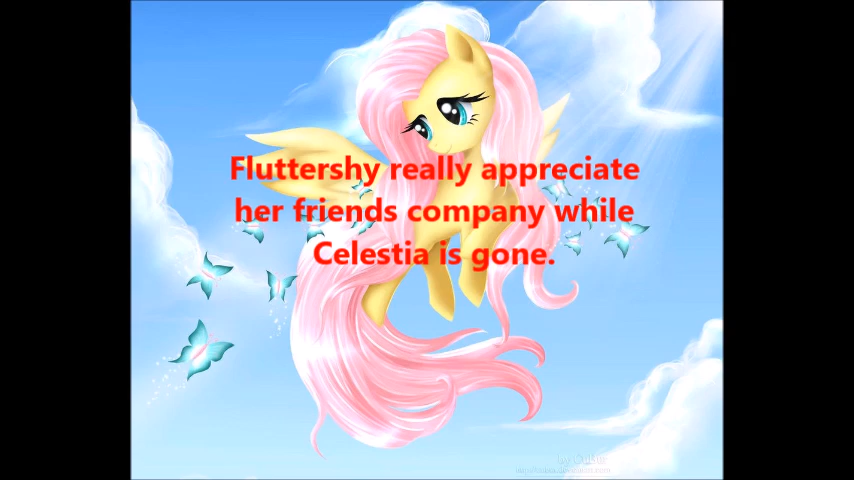 Fluttershy really appreciate
her friends company while
Celestia is gone.